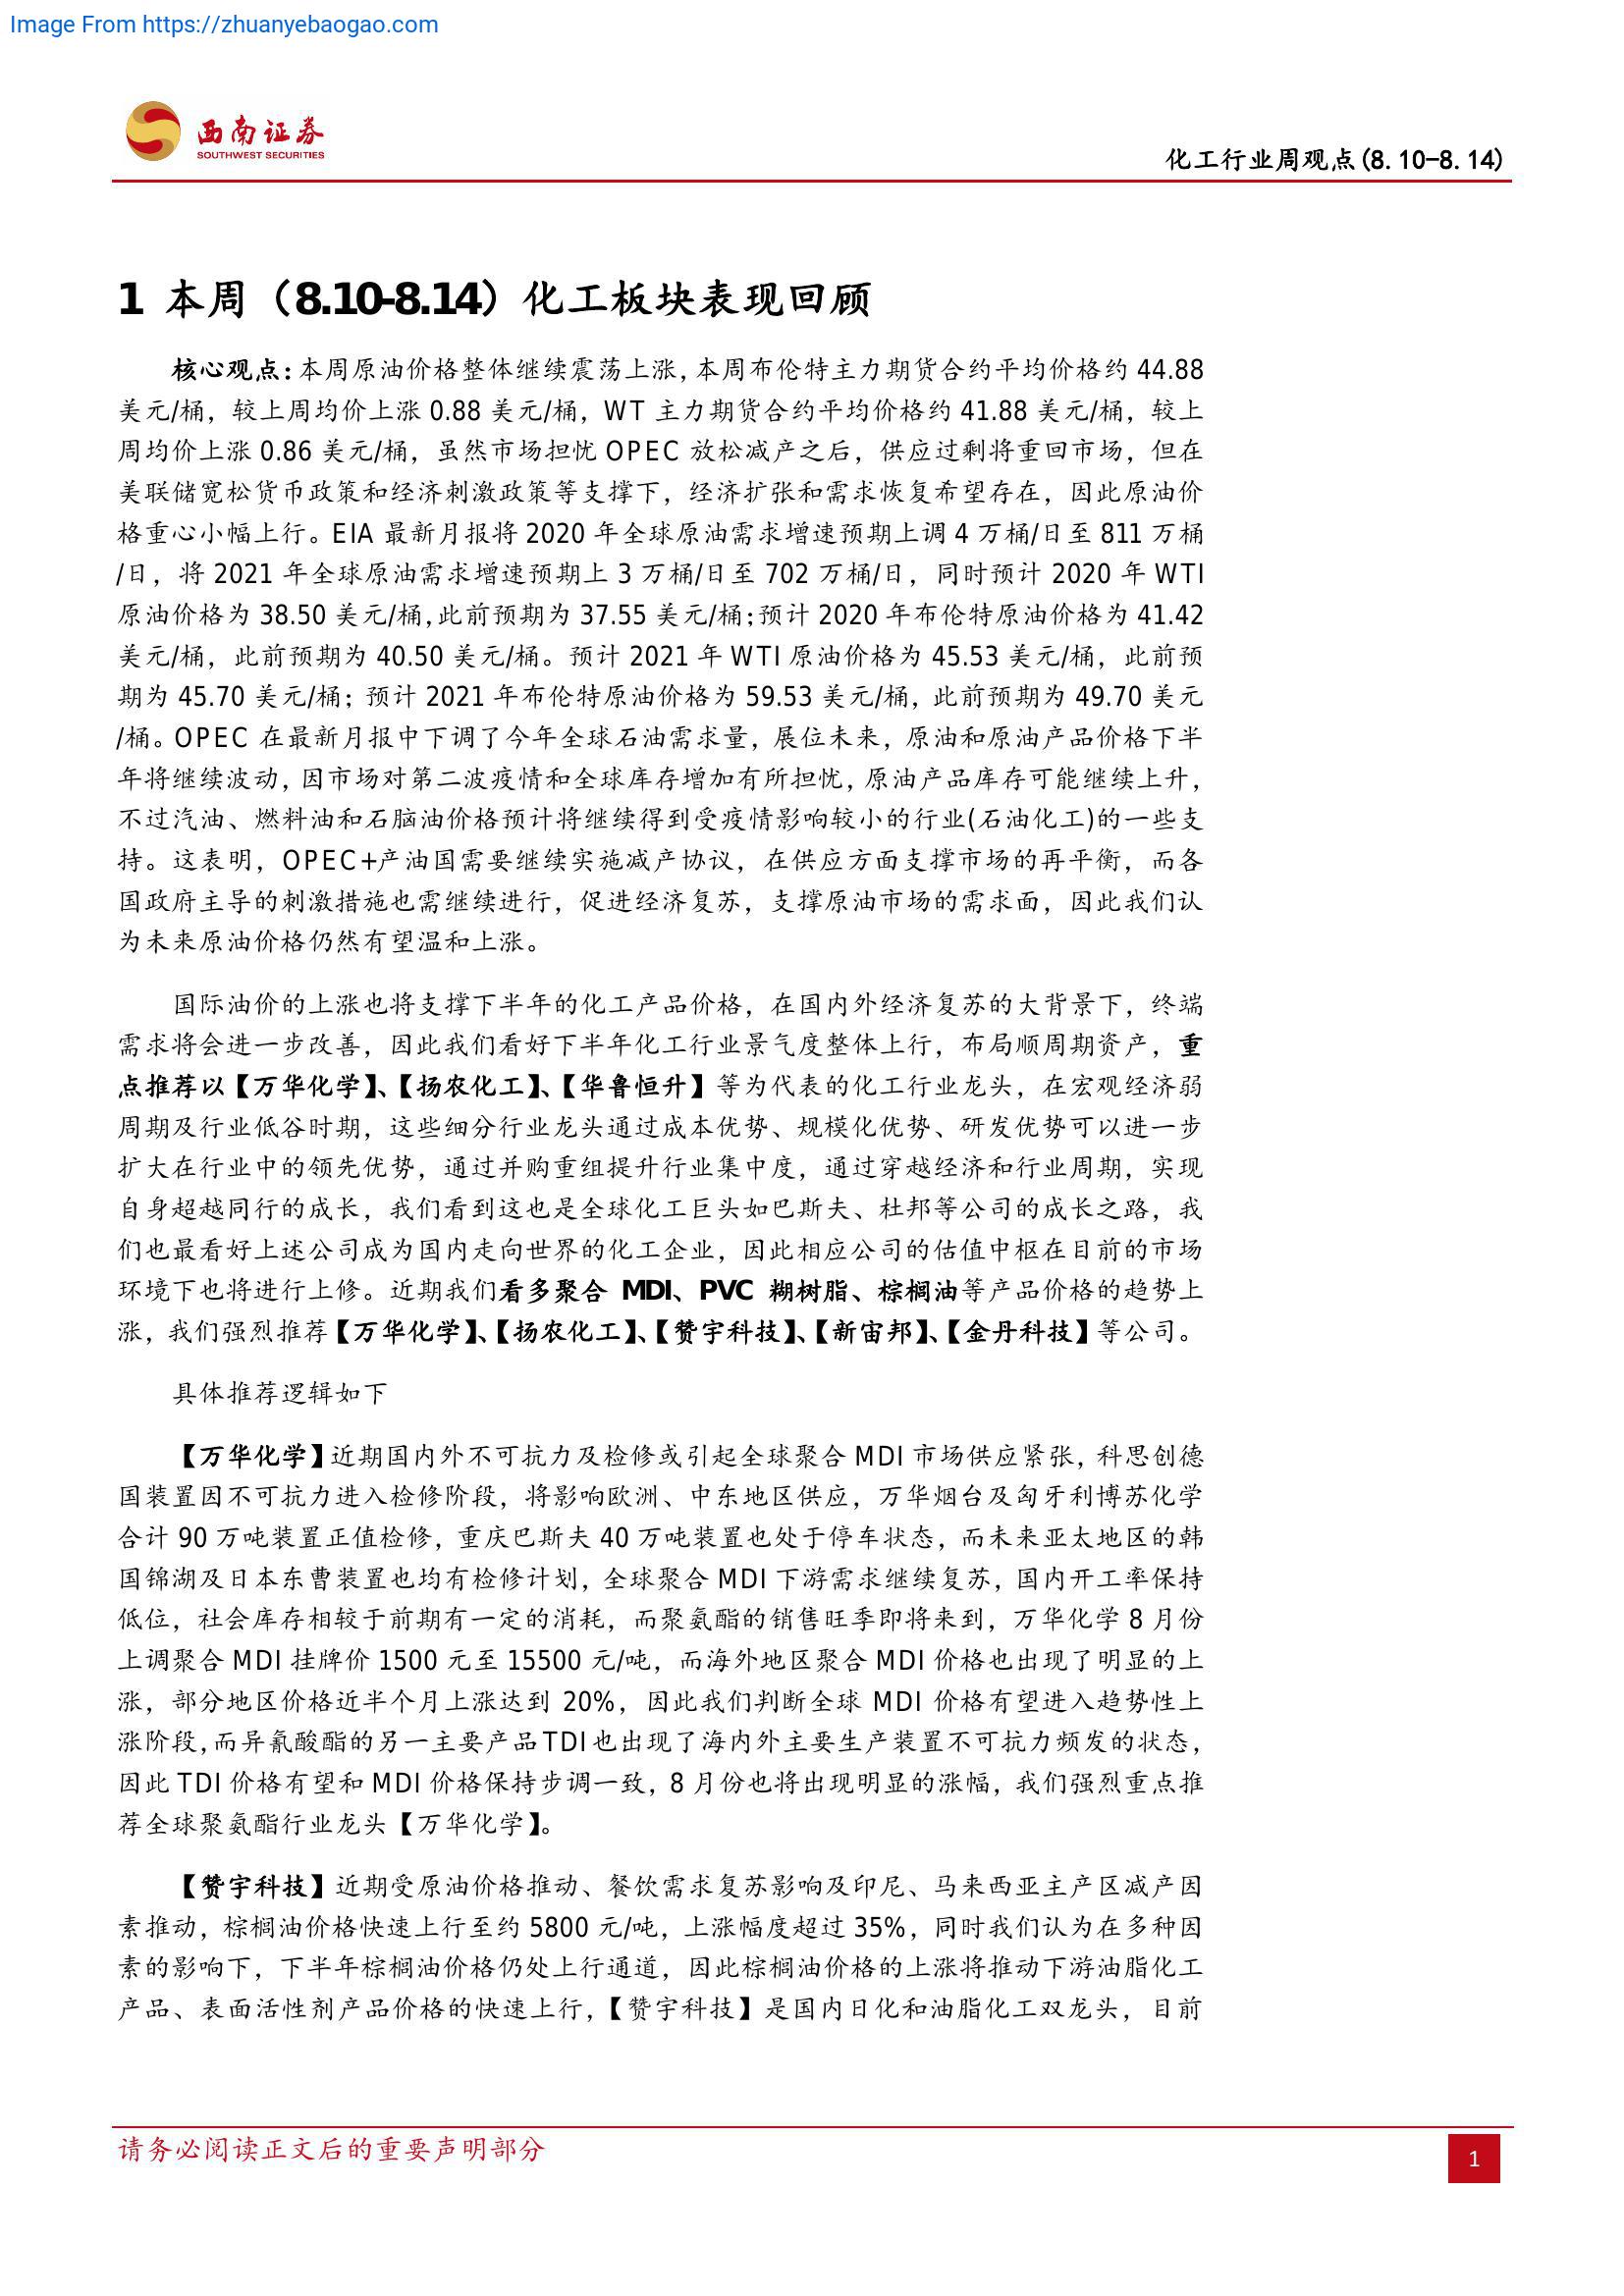 Image From https://zhuanyebaogao.com
西南证券
SOUTHWEST SECURITIES
化工行业周观点(8.10-8.14)
1 本周（8.10-8.14）化工板块表现回顾
核心观点：本周原油价格整体继续震荡上涨，本周布伦特主力期货合约平均价格约 44.88
美元/桶，较上周均价上涨 0.88 美元/桶，WT 主力期货合约平均价格约 41.88 美元/桶，较上
周均价上涨 0.86 美元/桶，虽然市场担忧 OPEC 放松减产之后，供应过剩将重回市场，但在
美联储宽松货币政策和经济刺激政策等支撑下，经济扩张和需求恢复希望存在，因此原油价
格重心小幅上行。EIA 最新月报将 2020 年全球原油需求增速预期上调 4 万桶/日至 811 万桶
/日，将 2021 年全球原油需求增速预期上 3 万桶/日至 702 万桶/日，同时预计 2020 年 WTI
原油价格为 38.50 美元/桶，此前预期为 37.55 美元/桶；预计 2020 年布伦特原油价格为 41.42
美元/桶，此前预期为 40.50 美元/桶。预计 2021 年 WTI 原油价格为 45.53 美元/桶，此前预
期为 45.70 美元/桶；预计 2021 年布伦特原油价格为 59.53 美元/桶，此前预期为 49.70 美元
/桶。OPEC 在最新月报中下调了今年全球石油需求量，展位未来，原油和原油产品价格下半
年将继续波动，因市场对第二波疫情和全球库存增加有所担忧，原油产品库存可能继续上升，
不过汽油、燃料油和石脑油价格预计将继续得到受疫情影响较小的行业(石油化工)的一些支
持。这表明，OPEC+产油国需要继续实施减产协议，在供应方面支撑市场的再平衡，而各
国政府主导的刺激措施也需继续进行，促进经济复苏，支撑原油市场的需求面，因此我们认
为未来原油价格仍然有望温和上涨。
国际油价的上涨也将支撑下半年的化工产品价格，在国内外经济复苏的大背景下，终端
需求将会进一步改善，因此我们看好下半年化工行业景气度整体上行，布局顺周期资产，重
点推荐以【万华化学】、【扬农化工】、【华鲁恒升】等为代表的化工行业龙头，在宏观经济弱
周期及行业低谷时期，这些细分行业龙头通过成本优势、规模化优势、研发优势可以进一步
扩大在行业中的领先优势，通过并购重组提升行业集中度，通过穿越经济和行业周期，实现
自身超越同行的成长，我们看到这也是全球化工巨头如巴斯夫、杜邦等公司的成长之路，我
们也最看好上述公司成为国内走向世界的化工企业，因此相应公司的估值中枢在目前的市场
环境下也将进行上修。近期我们看多聚合 MDI、PVC 糊树脂、棕榈油等产品价格的趋势上
涨，我们强烈推荐【万华化学】、【扬农化工】、【赞宇科技】、【新宙邦】、【金丹科技】等公司。
具体推荐逻辑如下
【万华化学】近期国内外不可抗力及检修或引起全球聚合 MDI 市场供应紧张，科思创德
国装置因不可抗力进入检修阶段，将影响欧洲、中东地区供应，万华烟台及匈牙利博苏化学
合计 90 万吨装置正值检修，重庆巴斯夫 40 万吨装置也处于停车状态，而未来亚太地区的韩
国锦湖及日本东曹装置也均有检修计划，全球聚合 MDI 下游需求继续复苏，国内开工率保持
低位，社会库存相较于前期有一定的消耗，而聚氨酯的销售旺季即将来到，万华化学 8 月份
上调聚合 MDI 挂牌价 1500 元至 15500 元/吨，而海外地区聚合 MDI 价格也出现了明显的上
涨，部分地区价格近半个月上涨达到 20%，因此我们判断全球 MDI 价格有望进入趋势性上
涨阶段，而异氰酸酯的另一主要产品 TDI 也出现了海内外主要生产装置不可抗力频发的状态，
因此 TDI 价格有望和 MDI 价格保持步调一致，8 月份也将出现明显的涨幅，我们强烈重点推
荐全球聚氨酯行业龙头【万华化学】。
【赞宇科技】近期受原油价格推动、餐饮需求复苏影响及印尼、马来西亚主产区减产因
素推动，棕榈油价格快速上行至约 5800 元/吨，上涨幅度超过 35%，同时我们认为在多种因
素的影响下，下半年棕榈油价格仍处上行通道，因此棕榈油价格的上涨将推动下游油脂化工
产品、表面活性剂产品价格的快速上行，【赞宇科技】是国内日化和油脂化工双龙头，目前
请务必阅读正文后的重要声明部分
1